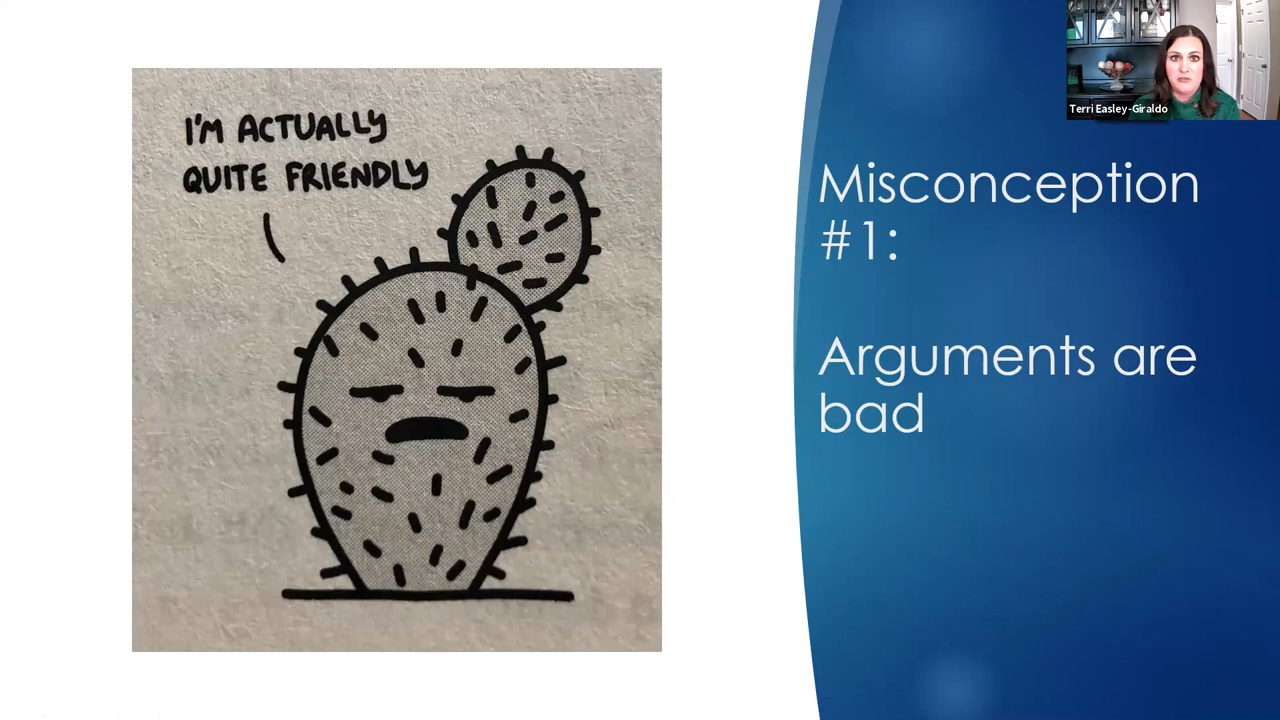 I'M ACTUALLY
QUITE FRIENDLY
Terri Easley-Giraldo
Misconception
#1:
Arguments are
bad